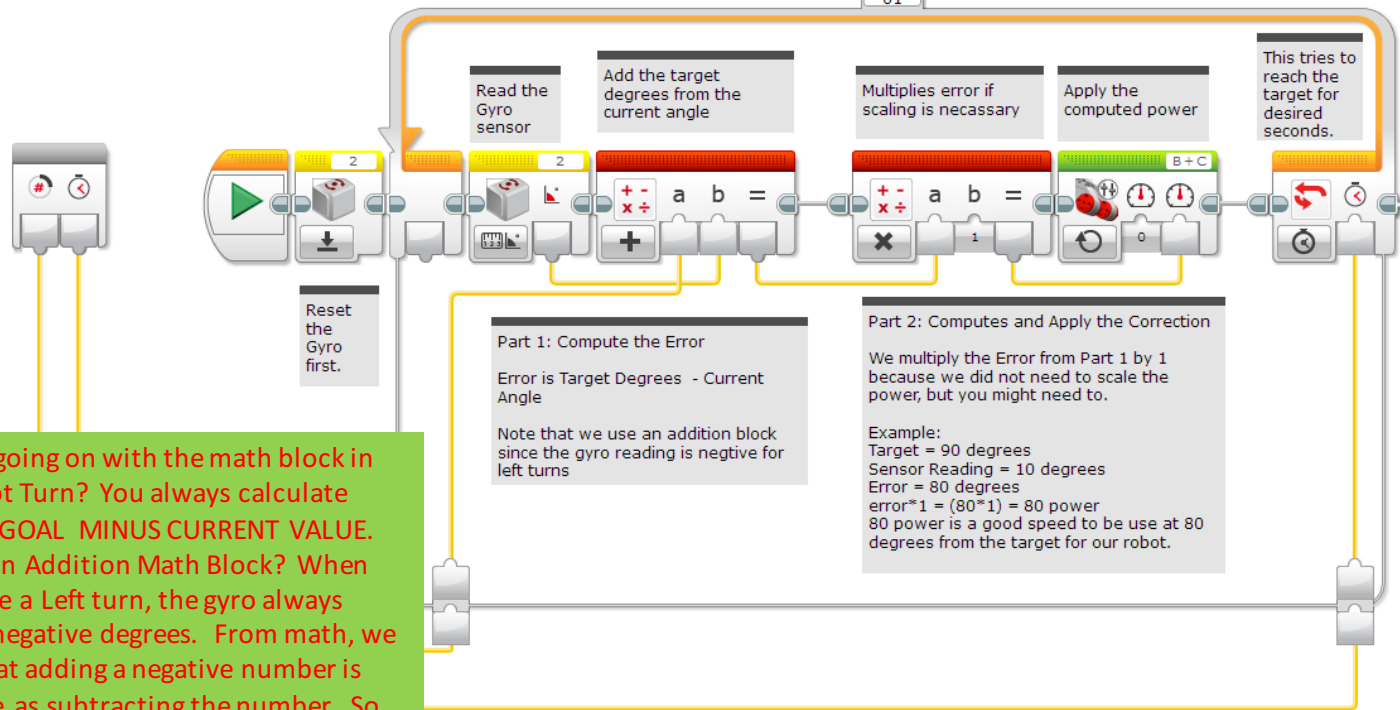 Read the
Gyro
sensor
Add the target
degrees from the
current angle
Multiplies error if
scaling is necassary
Apply the
computed power
This tries to
reach the
target for
desired
seconds.
#
2
2
a b =
a b =
1
B+C
0
Reset
the
Gyro
first.
Part 1: Compute the Error
Error is Target Degrees - Current
Angle
Note that we use an addition block
since the gyro reading is negtive for
left turns
Part 2: Computes and Apply the Correction
We multiply the Error from Part 1 by 1
because we did not need to scale the
power, but you might need to.
Example:
Target = 90 degrees
Sensor Reading = 10 degrees
Error = 80 degrees
error*1 = (80*1) = 80 power
80 power is a good speed to be use at 80
degrees from the target for our robot.
going on with the math block in
Turn? You always calculate
GOAL MINUS CURRENT VALUE.
Addition Math Block? When
a Left turn, the gyro always
negative degrees. From math, we
adding a negative number is
as subtracting the number. So